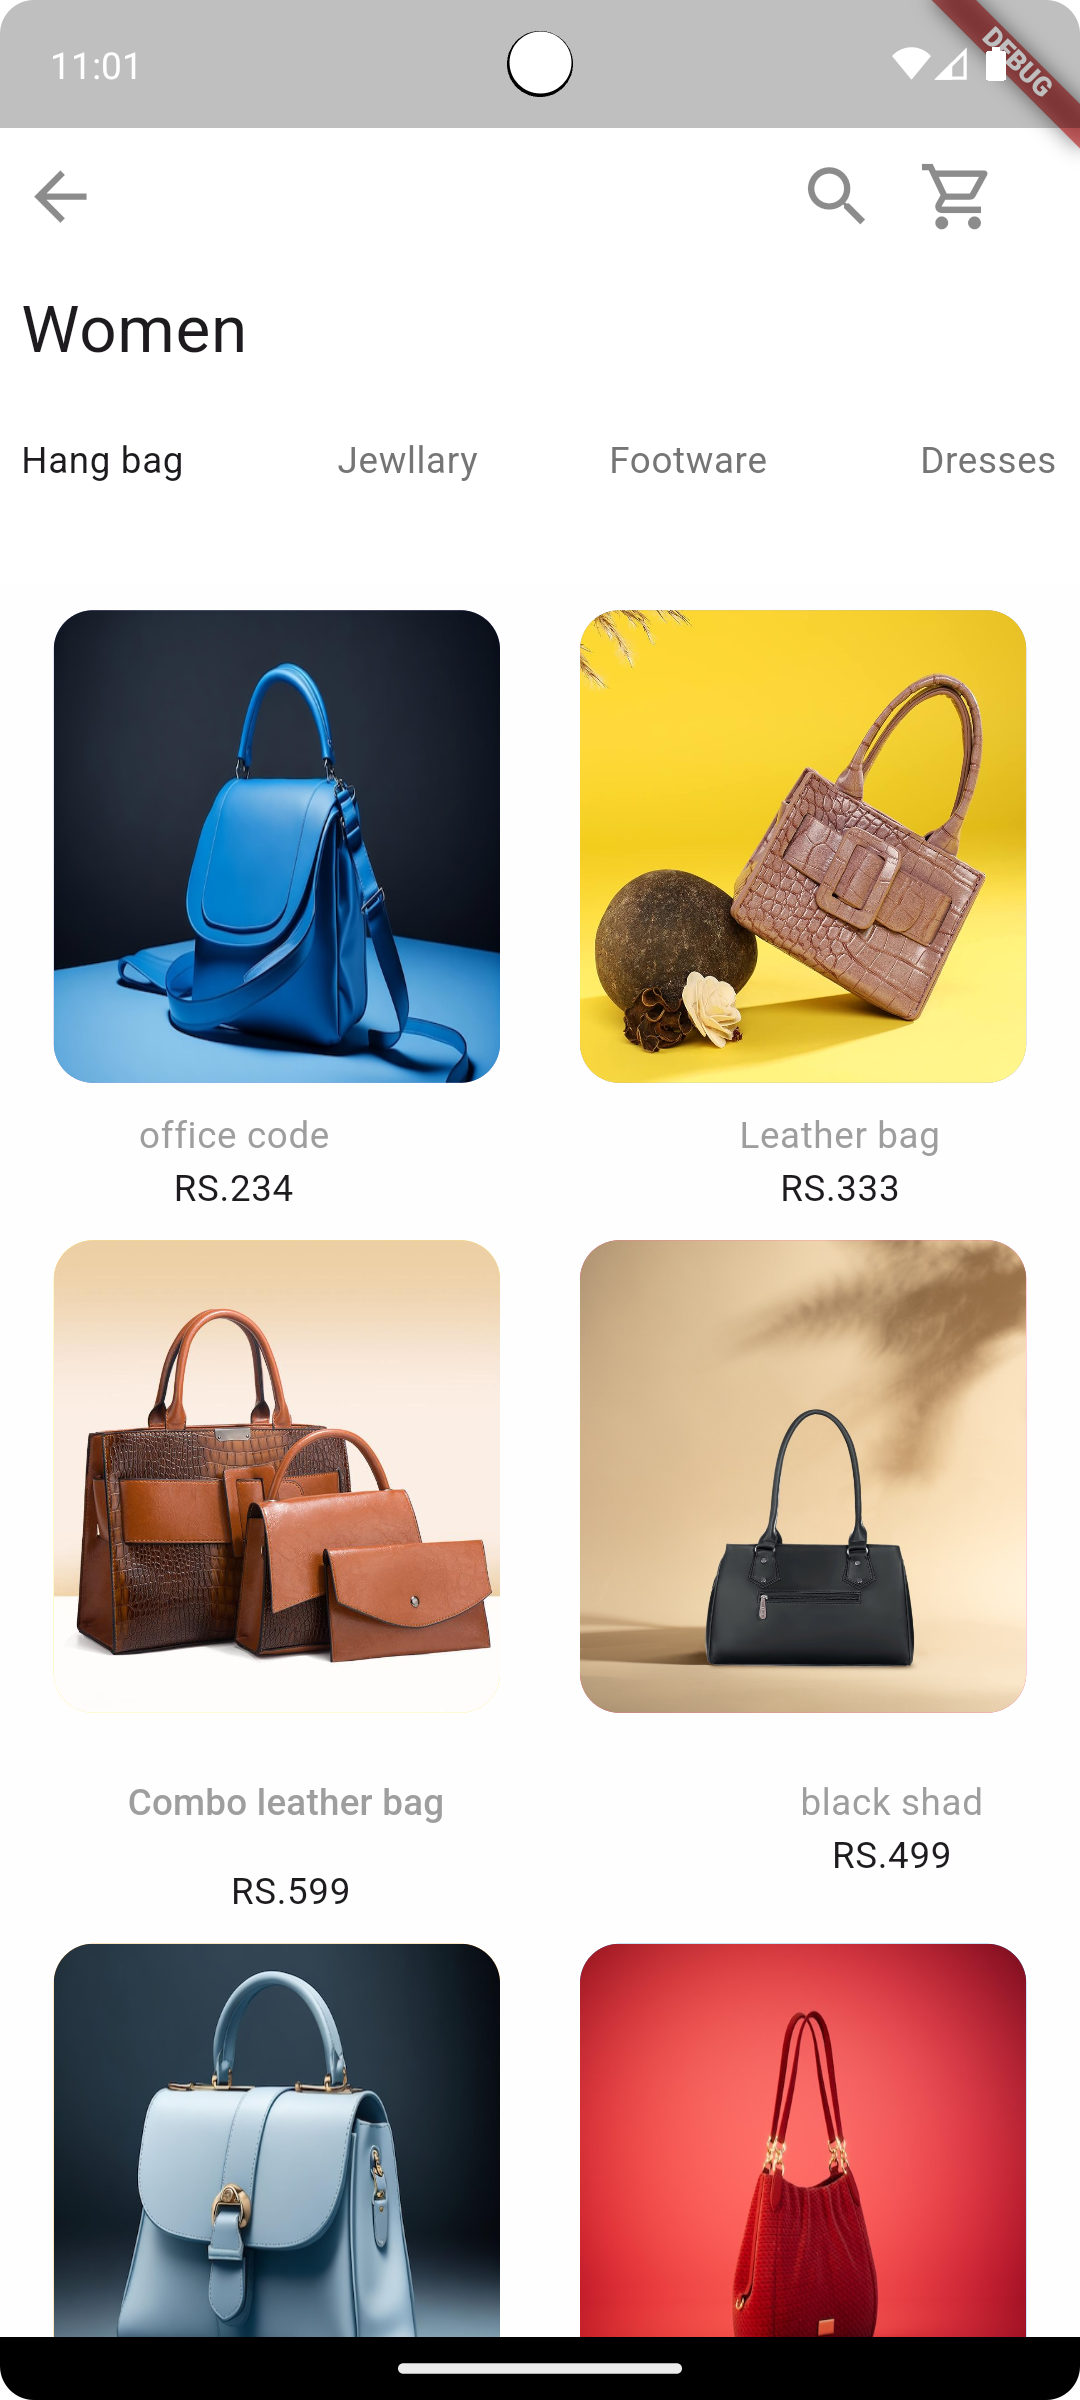 11:01
DEBUG
Women
Hang bag Jewllary Footware Dresses
office code Leather bag
RS.234 RS.333
Combo leather bag black shad
RS.499
RS.599